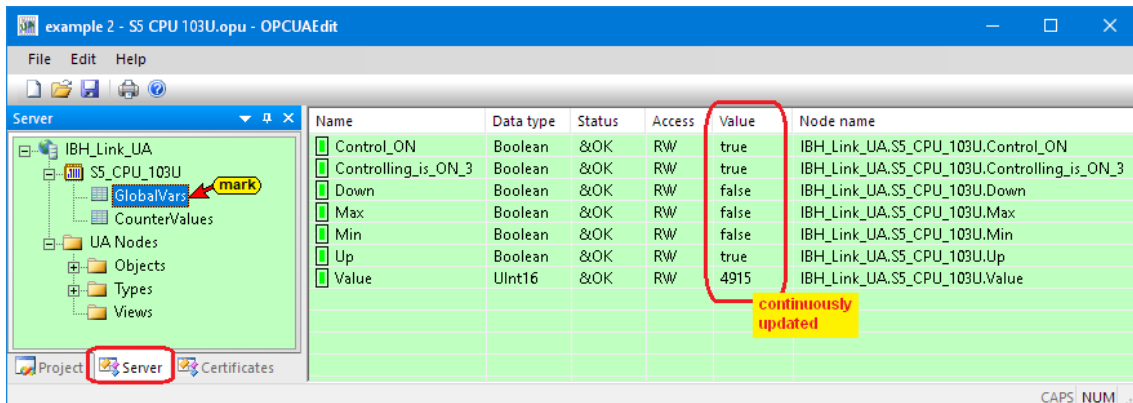 example 2 - S5 CPU 103U.opu - OPCUAEdit
File Edit Help
Server
IBH_Link_UA
S5_CPU_103U
GlobalVars
mark
CounterValues
UA Nodes
Objects
Types
Views
Project Server Certificates
Name Data type Status Access Value Node name
Control_ON Boolean &OK RW true IBH_Link_UA.S5_CPU_103U.Control_ON
Controlling_is_ON_3 Boolean &OK RW true IBH_Link_UA.S5_CPU_103U.Controlling_is_ON_3
Down Boolean &OK RW false IBH_Link_UA.S5_CPU_103U.Down
Max Boolean &OK RW false IBH_Link_UA.S5_CPU_103U.Max
Min Boolean &OK RW false IBH_Link_UA.S5_CPU_103U.Min
Up Boolean &OK RW true IBH_Link_UA.S5_CPU_103U.Up
Value UInt16 &OK RW 4915 IBH_Link_UA.S5_CPU_103U.Value
continuously
updated
CAPS NUM